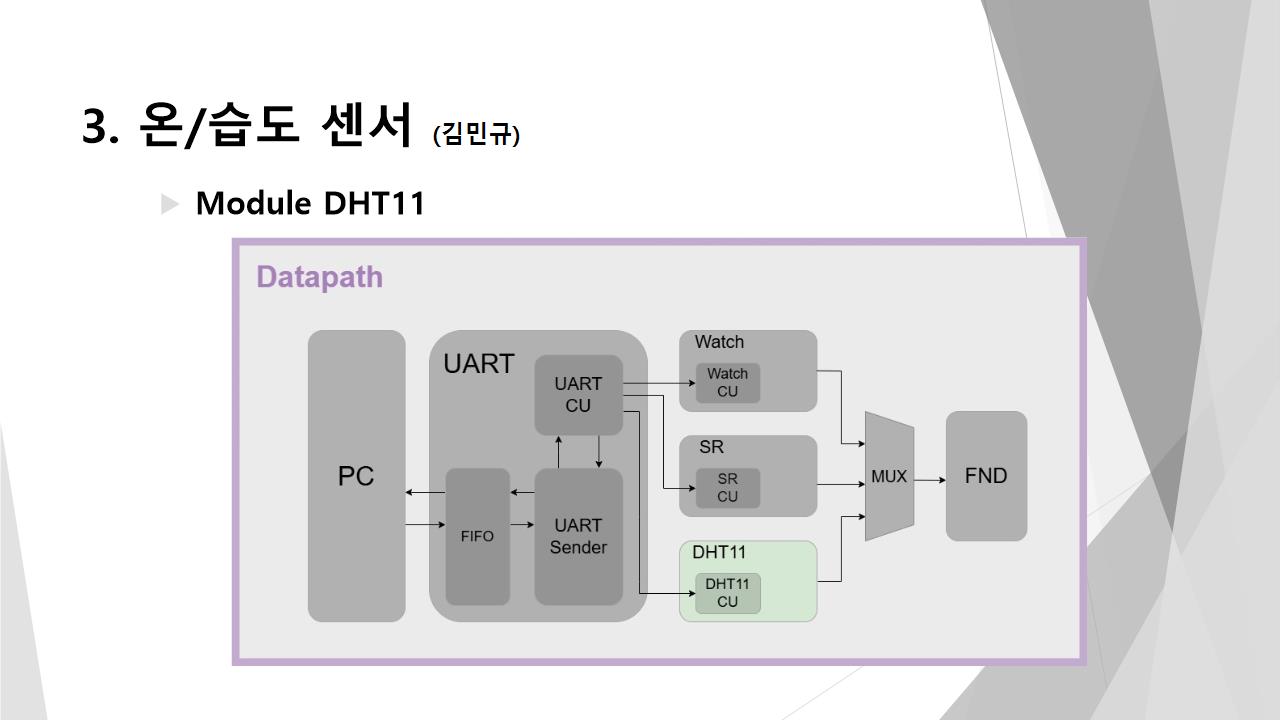 3. 온/습도 센서 (김민규)
Module DHT11
Datapath
PC
UART
UART
CU
FIFO
UART
Sender
Watch
Watch
CU
SR
SR
CU
DHT11
DHT11
CU
MUX
FND